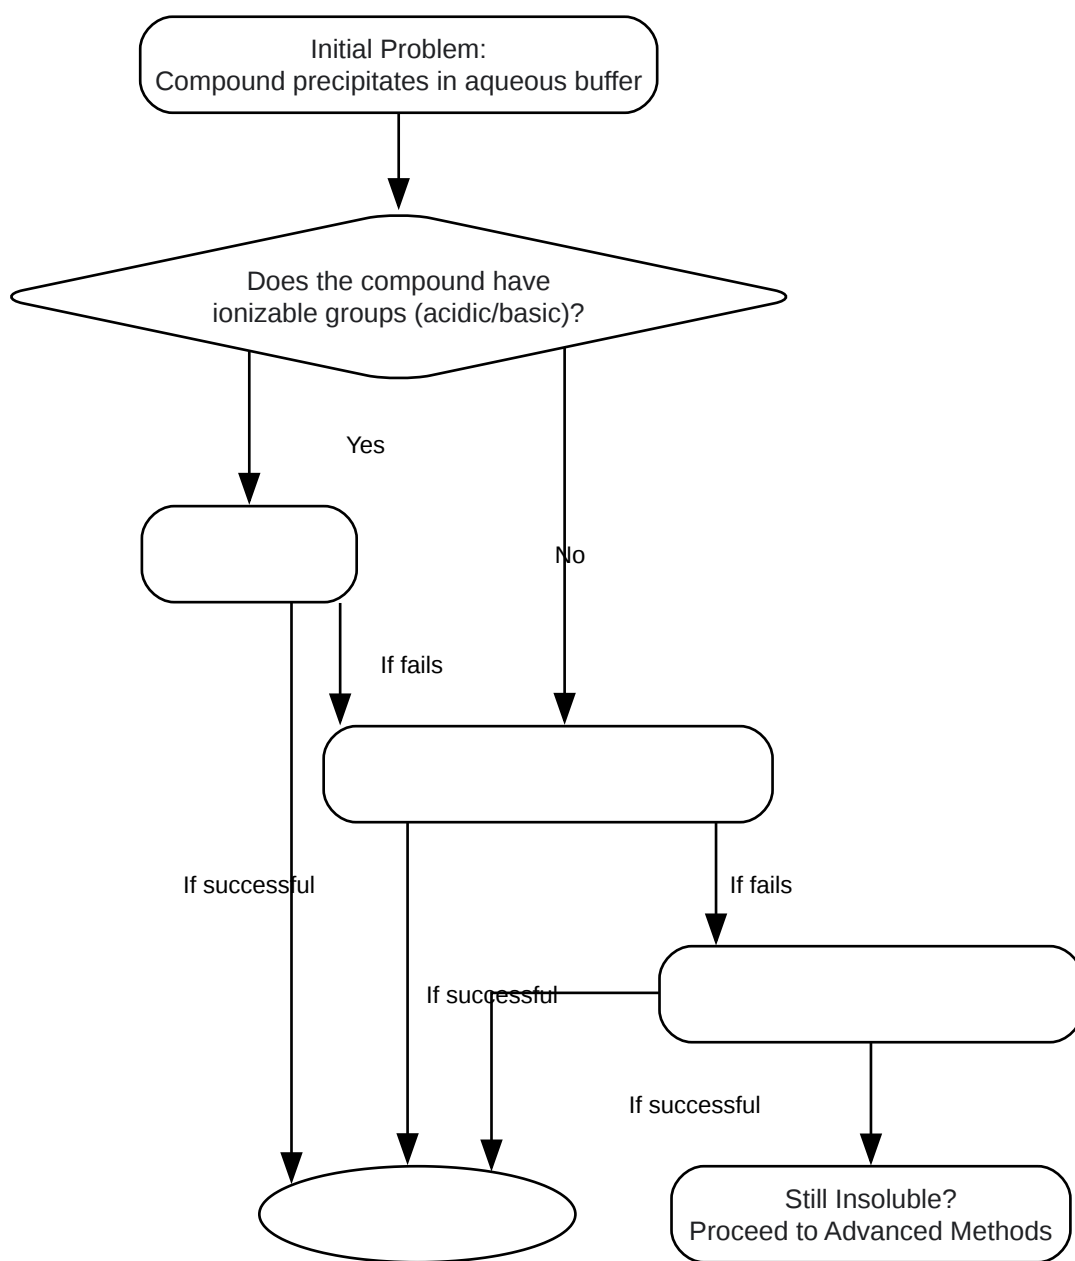 Initial Problem:
Compound precipitates in aqueous buffer
Does the compound have
ionizable groups (acidic/basic)?
Yes
No
If fails
If successful
If fails
If successful
If successful
Still Insoluble?
Proceed to Advanced Methods